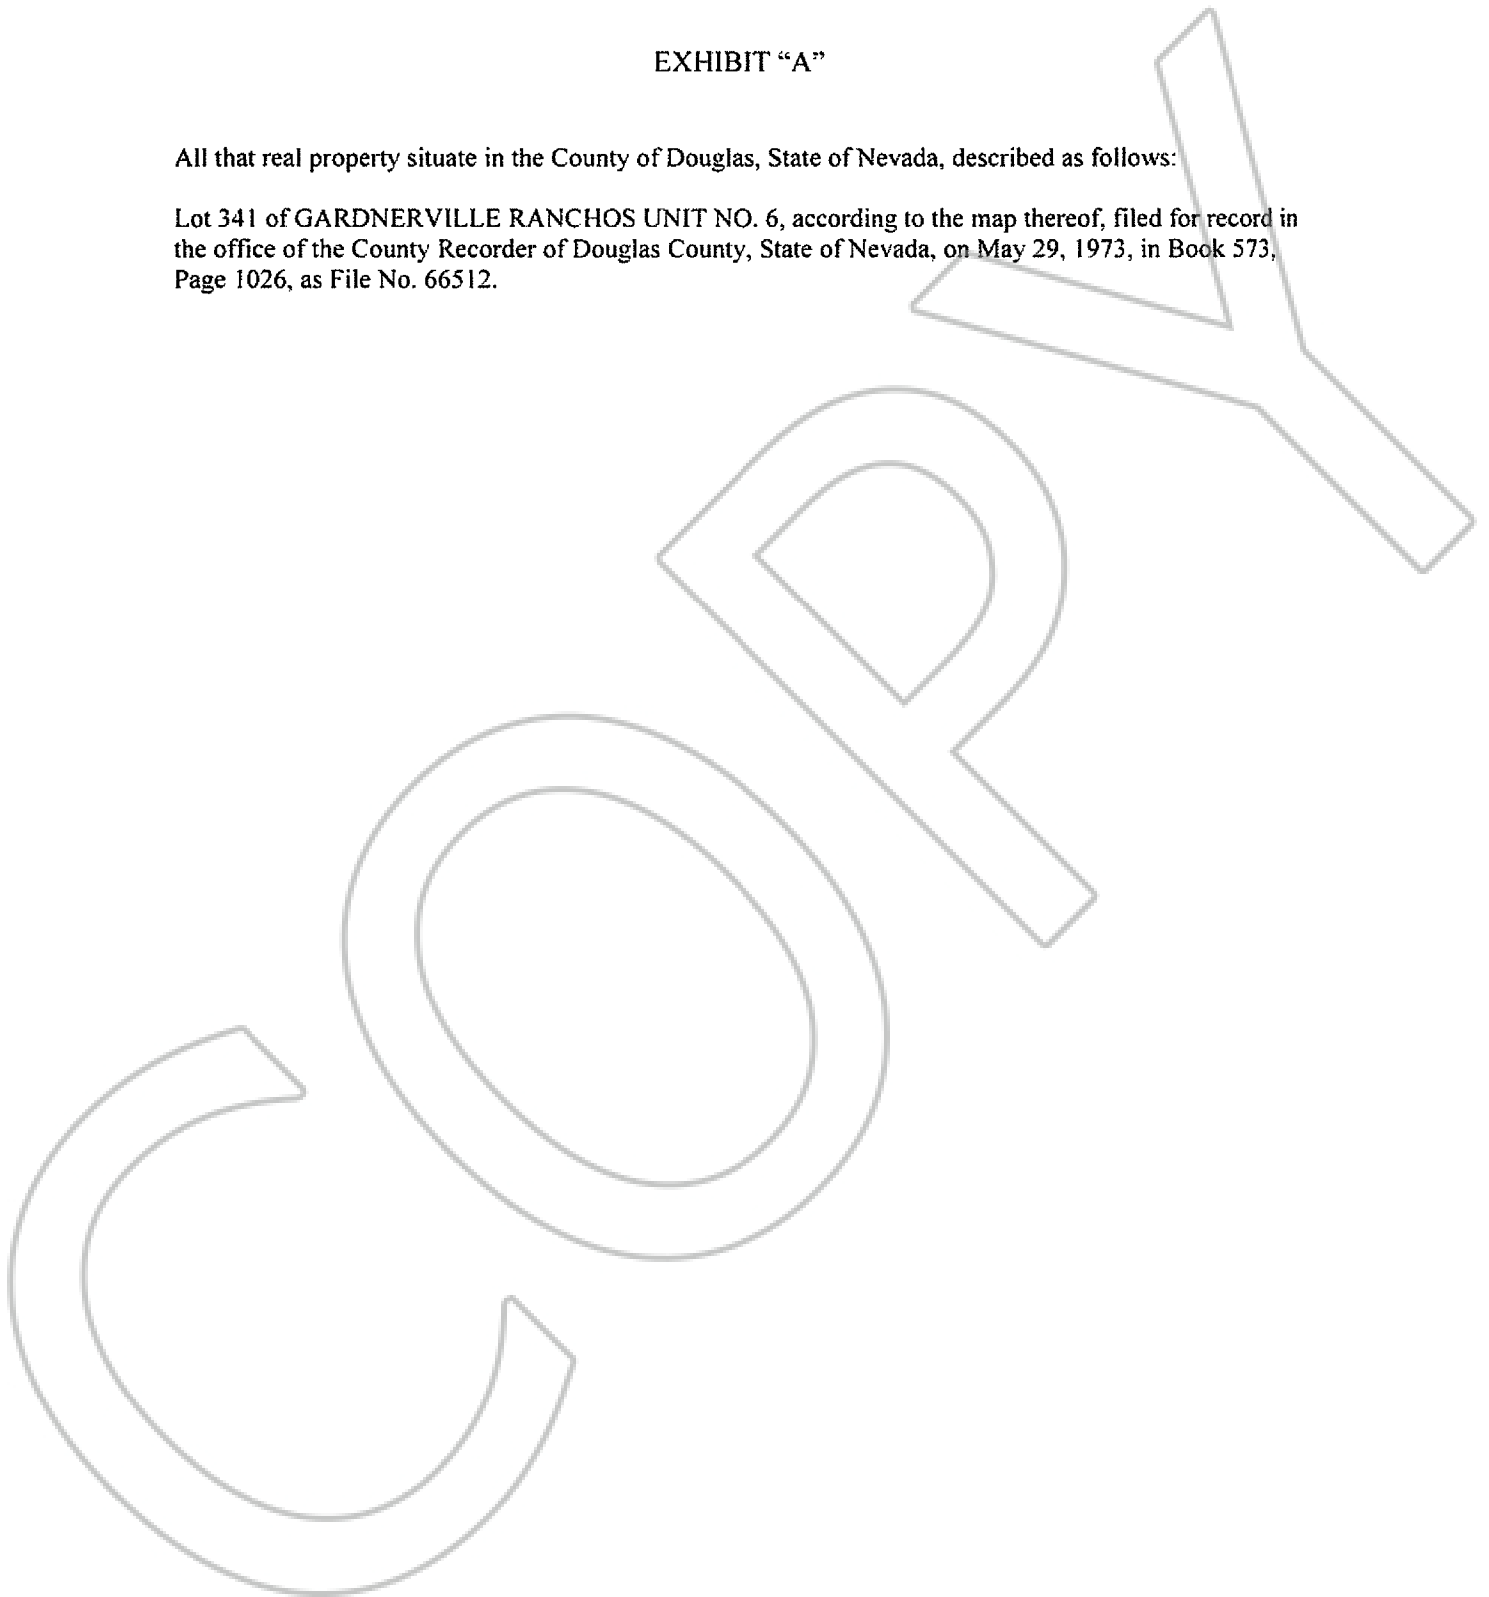 EXHIBIT “A”
All that real property situate in the County of Douglas, State of Nevada, described as follows:
Lot 341 of GARDNERVILLE RANCHOS UNIT NO. 6, according to the map thereof, filed for record in
the office of the County Recorder of Douglas County, State of Nevada, on May 29, 1973, in Book 573,
Page 1026, as File No. 66512.
COPY